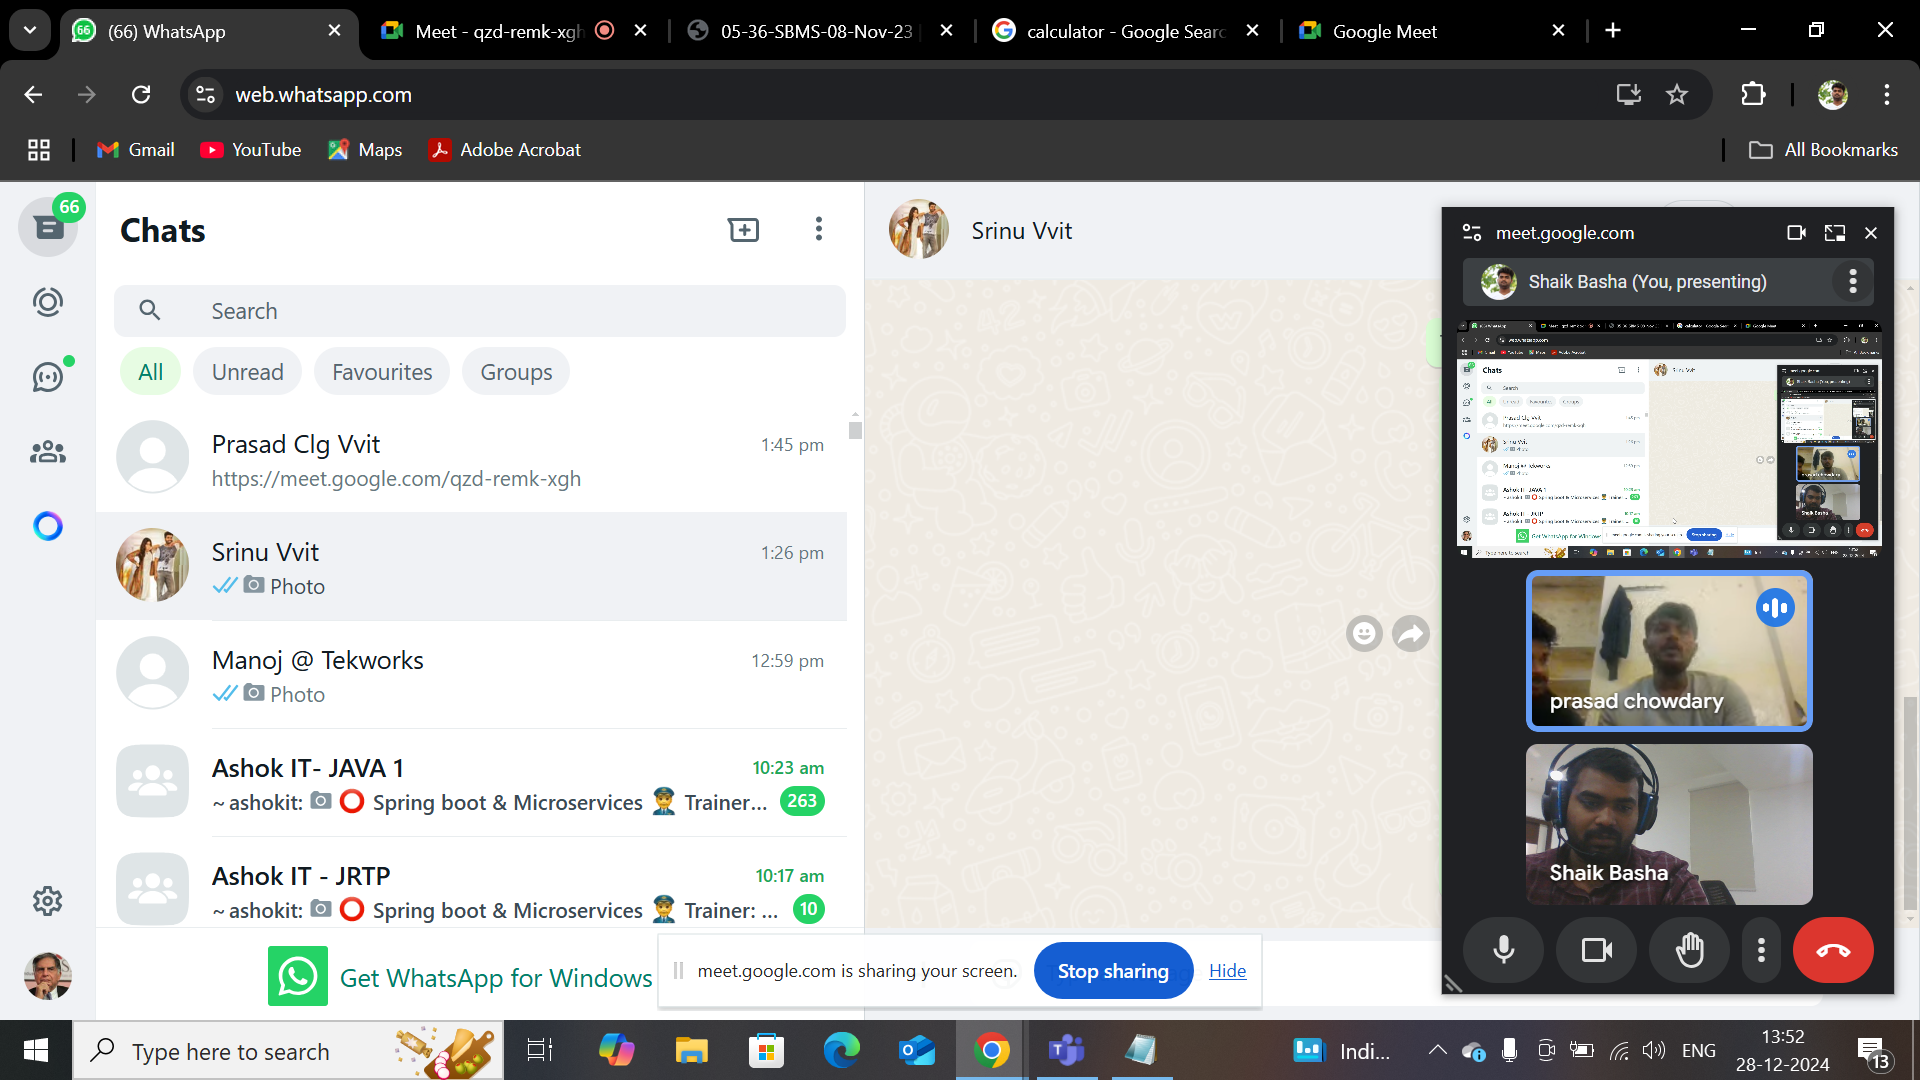 (66) WhatsApp
Meet - qzd-remk-xgh
05-36-SBMS-08-Nov-23
calculator - Google Searc
Google Meet
web.whatsapp.com
Gmail
YouTube
Maps
Adobe Acrobat
All Bookmarks
66
Chats
Search
All
Unread
Favourites
Groups
Prasad Clg Vvit
1:45 pm
https://meet.google.com/qzd-remk-xgh
Srinu Vvit
1:26 pm
Photo
Manoj @ Tekworks
12:59 pm
Photo
Ashok IT- JAVA 1
10:23 am
~ ashokit: ⭕ Spring boot & Microservices 👮 Trainer...
263
Ashok IT - JRTP
10:17 am
~ ashokit: ⭕ Spring boot & Microservices 👮 Trainer: ...
10
Get WhatsApp for Windows
Srinu Vvit
meet.google.com
Shaik Basha (You, presenting)
prasad chowdary
Shaik Basha
meet.google.com is sharing your screen.
Stop sharing
Hide
Type here to search
Indi...
ENG
13:52
28-12-2024
13